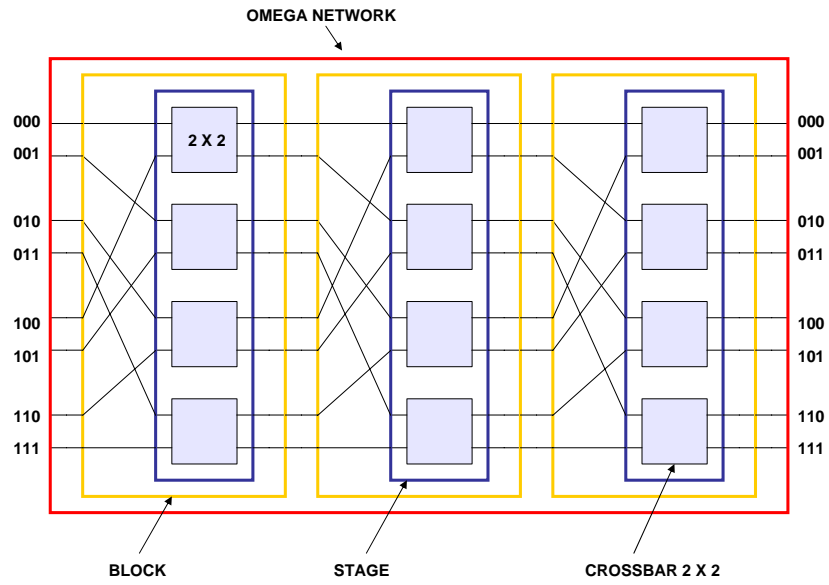 OMEGA NETWORK
000 2 X 2 000
001 001
010 010
011 011
100 100
101 101
110 110
111 111
BLOCK STAGE CROSSBAR 2 X 2